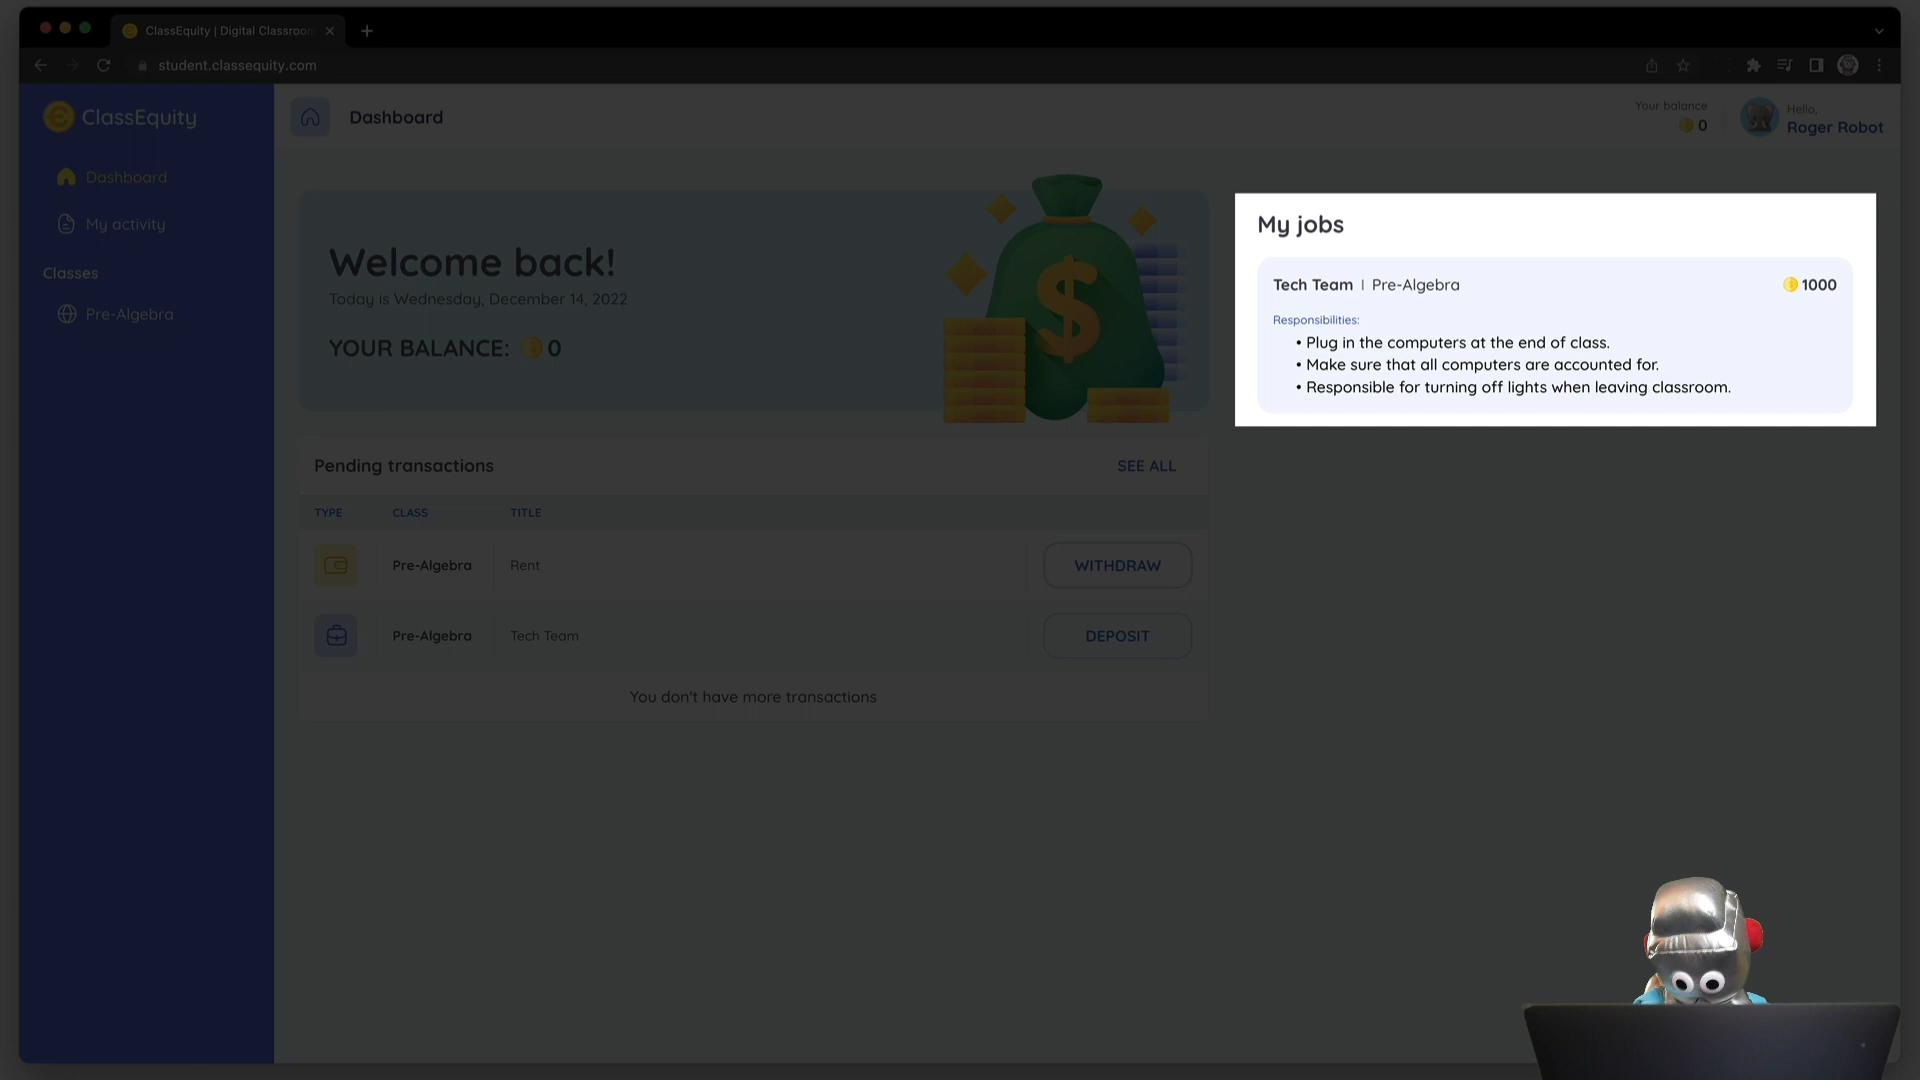 ClassEquity | Digital Classroom
student.classequity.com
ClassEquity
Dashboard
My activity
Classes
Pre-Algebra
Dashboard
Your balance
0
Hello,
Roger Robot
Welcome back!
Today is Wednesday, December 14, 2022
YOUR BALANCE: 0
$
My jobs
Tech Team | Pre-Algebra 1000
Responsibilities:
• Plug in the computers at the end of class.
• Make sure that all computers are accounted for.
• Responsible for turning off lights when leaving classroom.
Pending transactions SEE ALL
TYPE CLASS TITLE
Pre-Algebra Rent WITHDRAW
Pre-Algebra Tech Team DEPOSIT
You don't have more transactions